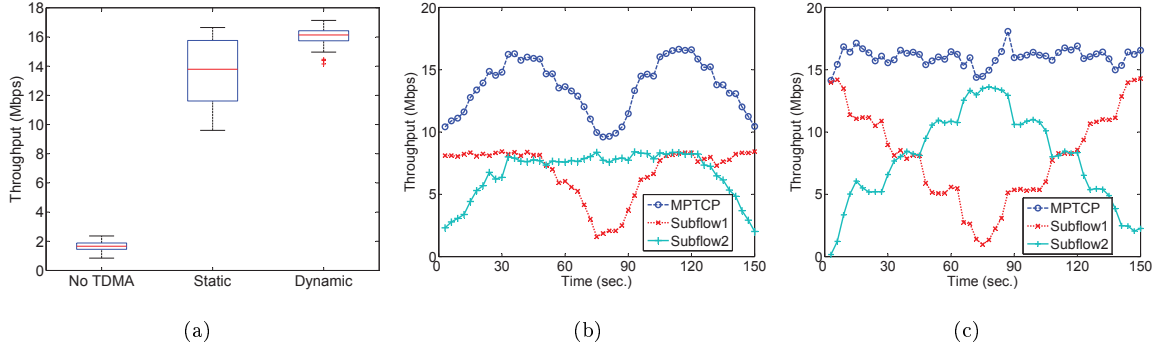 Throughput (Mbps)
18
16
14
12
10
8
6
4
2
0
No TDMA Static Dynamic
(a)
Throughput (Mbps)
20
15
10
5
0
0 30 60 90 120 150
Time (sec.)
MPTCP
Subflow1
Subflow2
(b)
Throughput (Mbps)
20
15
10
5
0
0 30 60 90 120 150
Time (sec.)
MPTCP
Subflow1
Subflow2
(c)